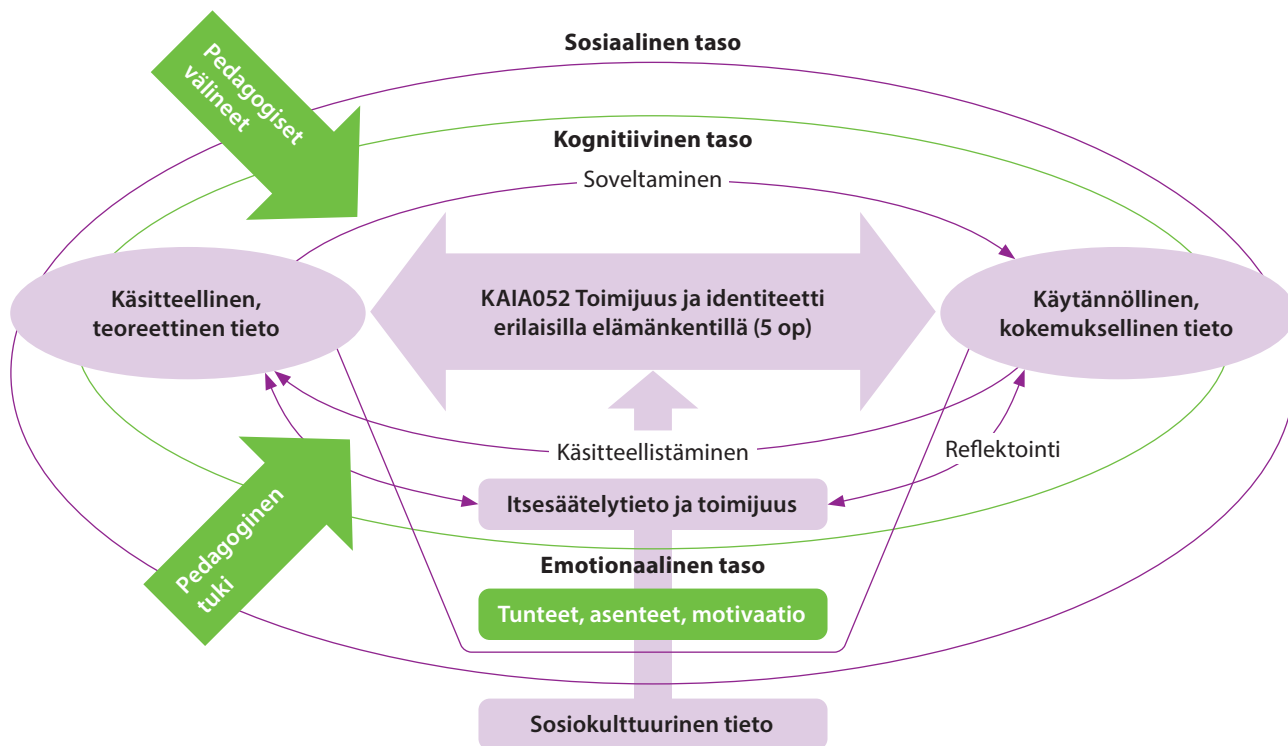 Sosiaalinen taso
Pedagogiset
välineet
Kognitiivinen taso
Soveltaminen
Käsitteellinen,
teoreettinen tieto
KAIA052 Toimijuus ja identiteetti
erilaisilla elämänkentillä (5 op)
Käytännöllinen,
kokemuksellinen tieto
Käsitteellistäminen
Reflektointi
Itsesäätelytieto ja toimijuus
Pedagoginen
tuki
Emotionaalinen taso
Tunteet, asenteet, motivaatio
Sosiokulttuurinen tieto